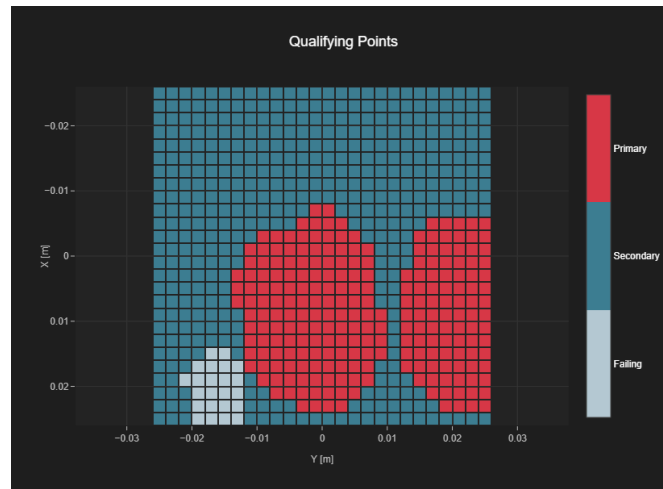 Qualifying Points
−0.02
−0.01
0
0.01
0.02
X [m]
−0.03
−0.02
−0.01
0
0.01
0.02
0.03
Y [m]
Primary
Secondary
Failing